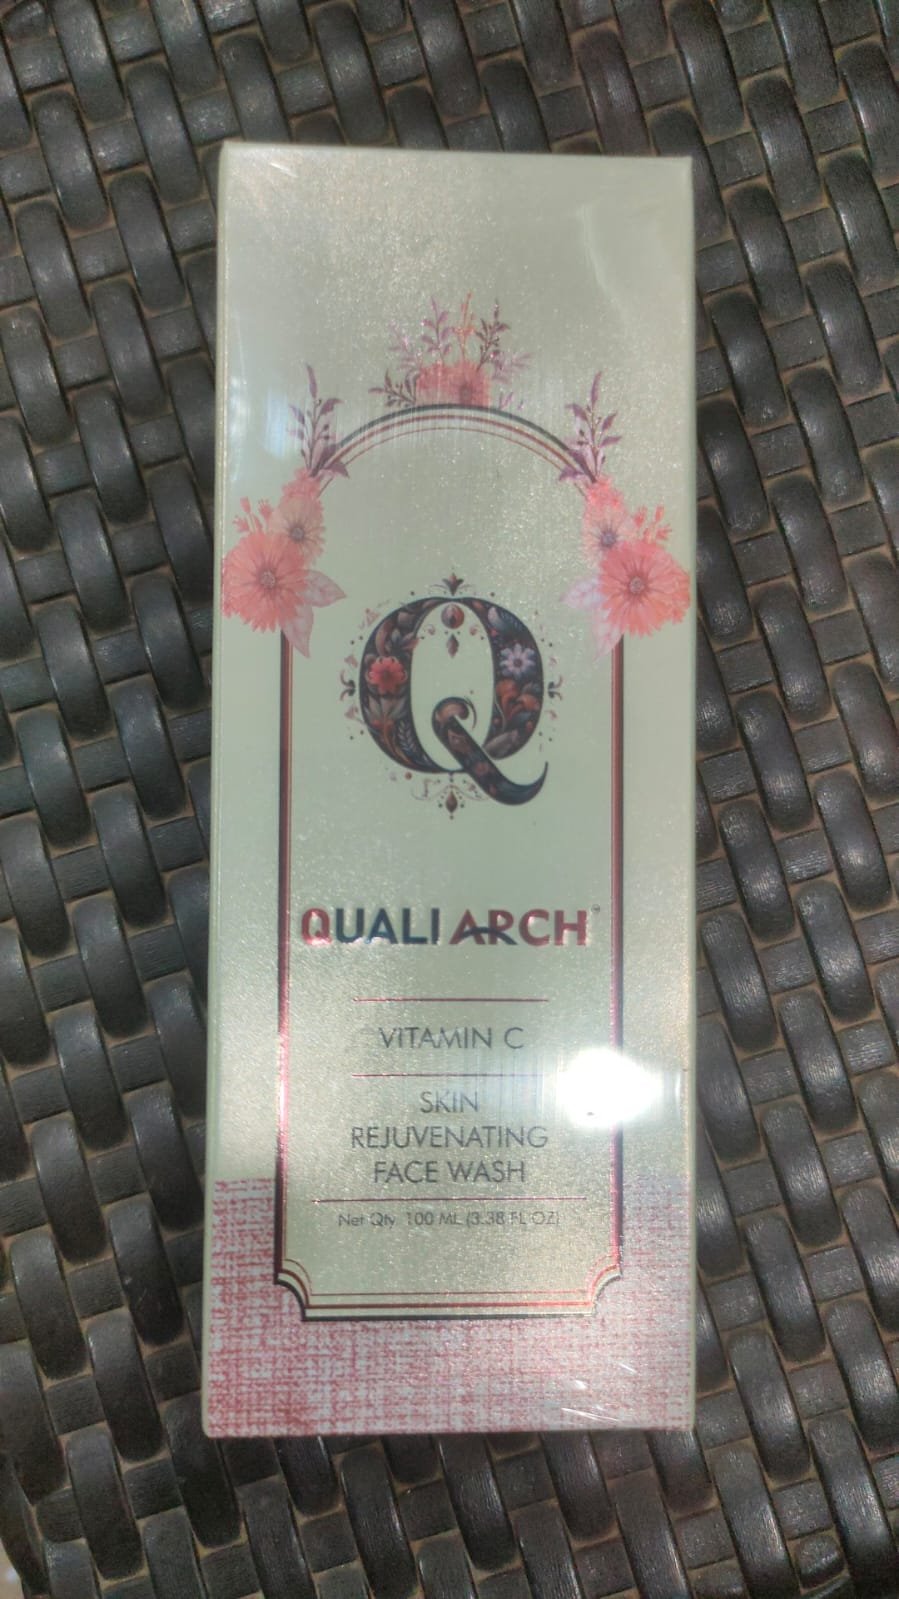 Q
QUALI ARCH
VITAMIN C
SKIN
REJUVENATING
FACE WASH
Net Qty. 100 ML (3.38 FL OZ)